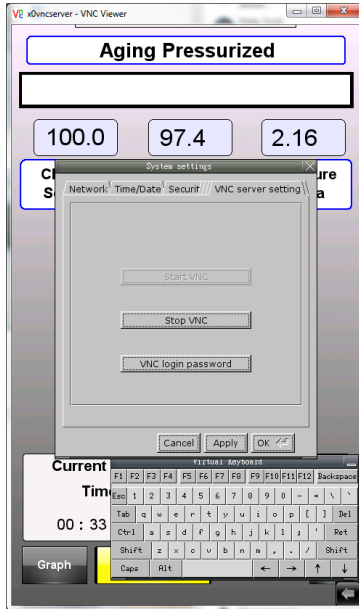 x0vncserver - VNC Viewer
Aging Pressurized
100.0 97.4 2.16
System settings
Network Time/Date Securit VNC server setting
Start VNC
Stop VNC
VNC login password
Cancel Apply OK
Current
Virtual Keyboard
F1 F2 F3 F4 F5 F6 F7 F8 F9 F10 F11 F12 Backspace
Esc 1 2 3 4 5 6 7 8 9 0 - = \ `
Tab q w e r t y u i o p [ ] Del
Ctrl a s d f g h j k l ; ' Ret
Shift z x c v b n m , . / Shift
Caps Alt ← → ↑ ↓
00 : 33
Graph